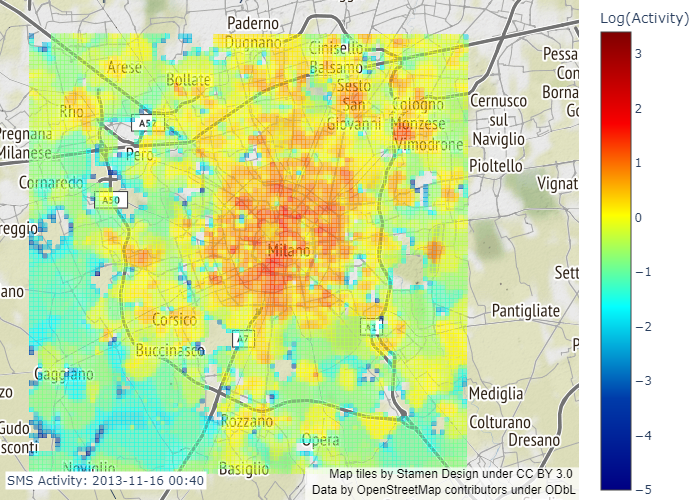 Paderno
Dugnano
Cinisello
Balsamo
Log(Activity)
Arese
Bollate
Sesto
San
Giovanni
Cologno
Monzese
Vimodrone
Cernusco
sul
Naviglio
Pessa
Con
Borna
Go
Rho
A52
Pregnana
Milanese
Pero
Pioltello
Cornaredo
A50
Vignat
reggio
Milano
Sett
ano
Corsico
A7
A1
Pantigliate
Buccinasco
P
Gaggiano
zo
Mediglia
Rozzano
Colturano
Gudo
sconti
Opera
Dresano
Noviglio
Basiglio
SMS Activity: 2013-11-16 00:40
Map tiles by Stamen Design under CC BY 3.0
Data by OpenStreetMap contributors under ODbL
3
2
1
0
−1
−2
−3
−4
−5